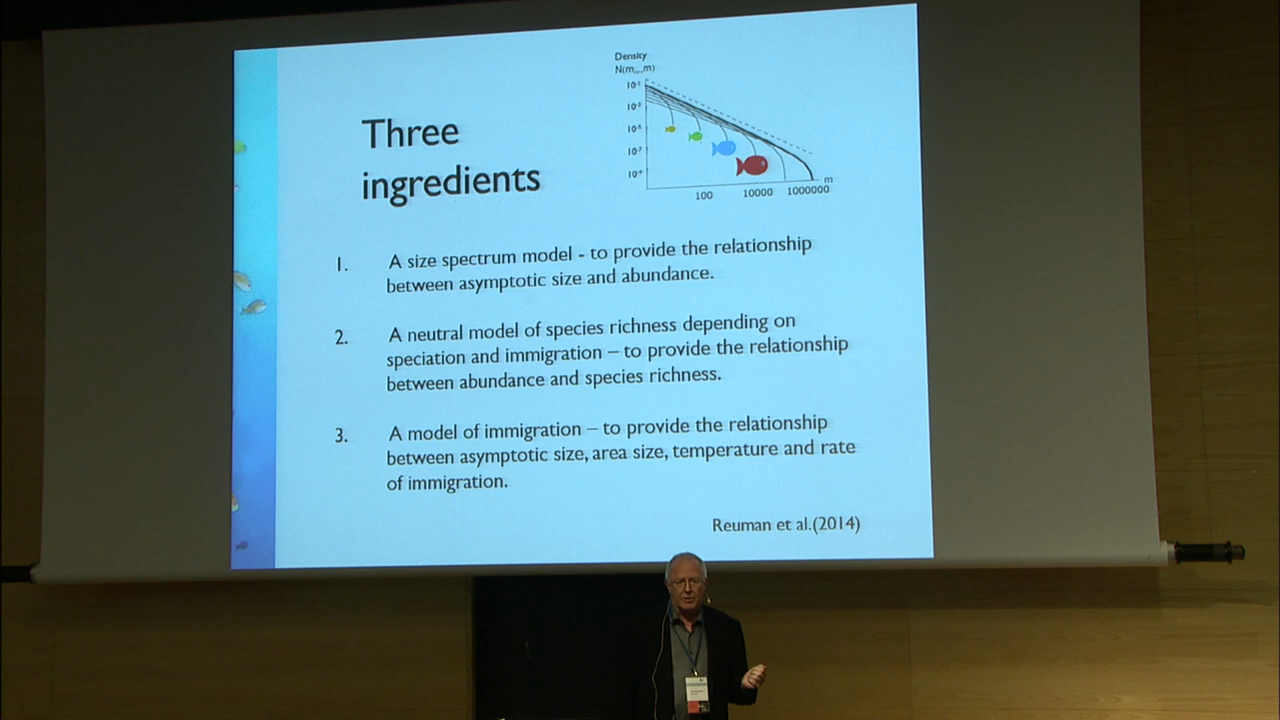 Density
Three
ingredients
10⁻¹
10⁻³
10⁻⁵
10⁻⁷
10⁻⁹
m
100
10000
1000000
1.
A size spectrum model - to provide the relationship
between asymptotic size and abundance.
2.
A neutral model of species richness depending on
speciation and immigration – to provide the relationship
between abundance and species richness.
3.
A model of immigration – to provide the relationship
between asymptotic size, area size, temperature and rate
of immigration.
Reuman et al.(2014)